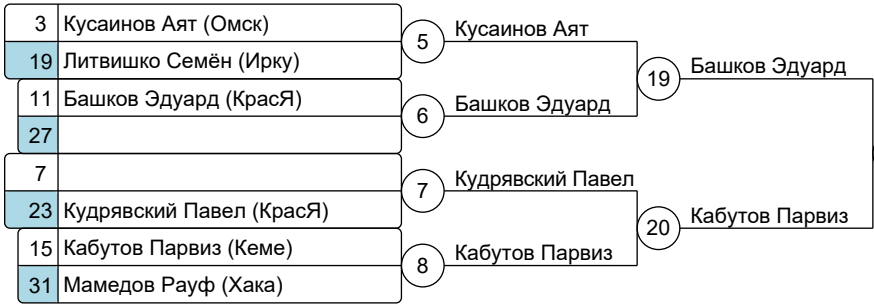 3 Кусаинов Аят (Омск)
19 Литвишко Семён (Ирку)
5 Кусаинов Аят
11 Башков Эдуард (КрасЯ)
27
6 Башков Эдуард
19 Башков Эдуард
7
23 Кудрявский Павел (КрасЯ)
7 Кудрявский Павел
15 Кабутов Парвиз (Кеме)
31 Мамедов Рауф (Хака)
8 Кабутов Парвиз
20 Кабутов Парвиз